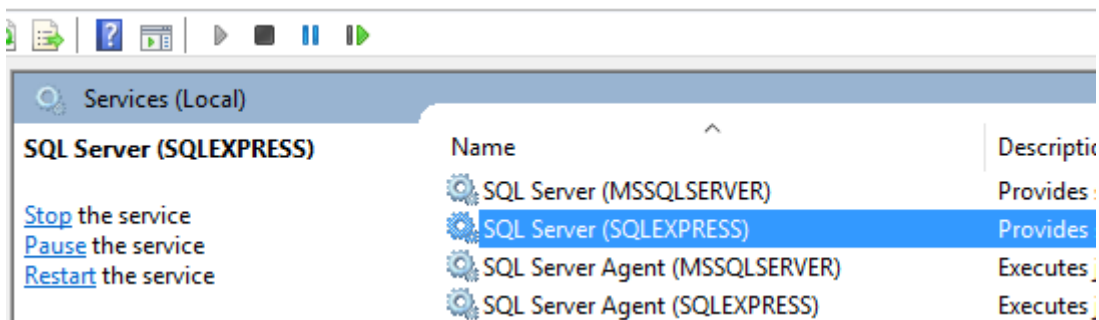 Services (Local)
SQL Server (SQLEXPRESS)
Stop the service
Pause the service
Restart the service
Name
SQL Server (MSSQLSERVER)
Provides
SQL Server (SQLEXPRESS)
Provides
SQL Server Agent (MSSQLSERVER)
Executes
SQL Server Agent (SQLEXPRESS)
Executes